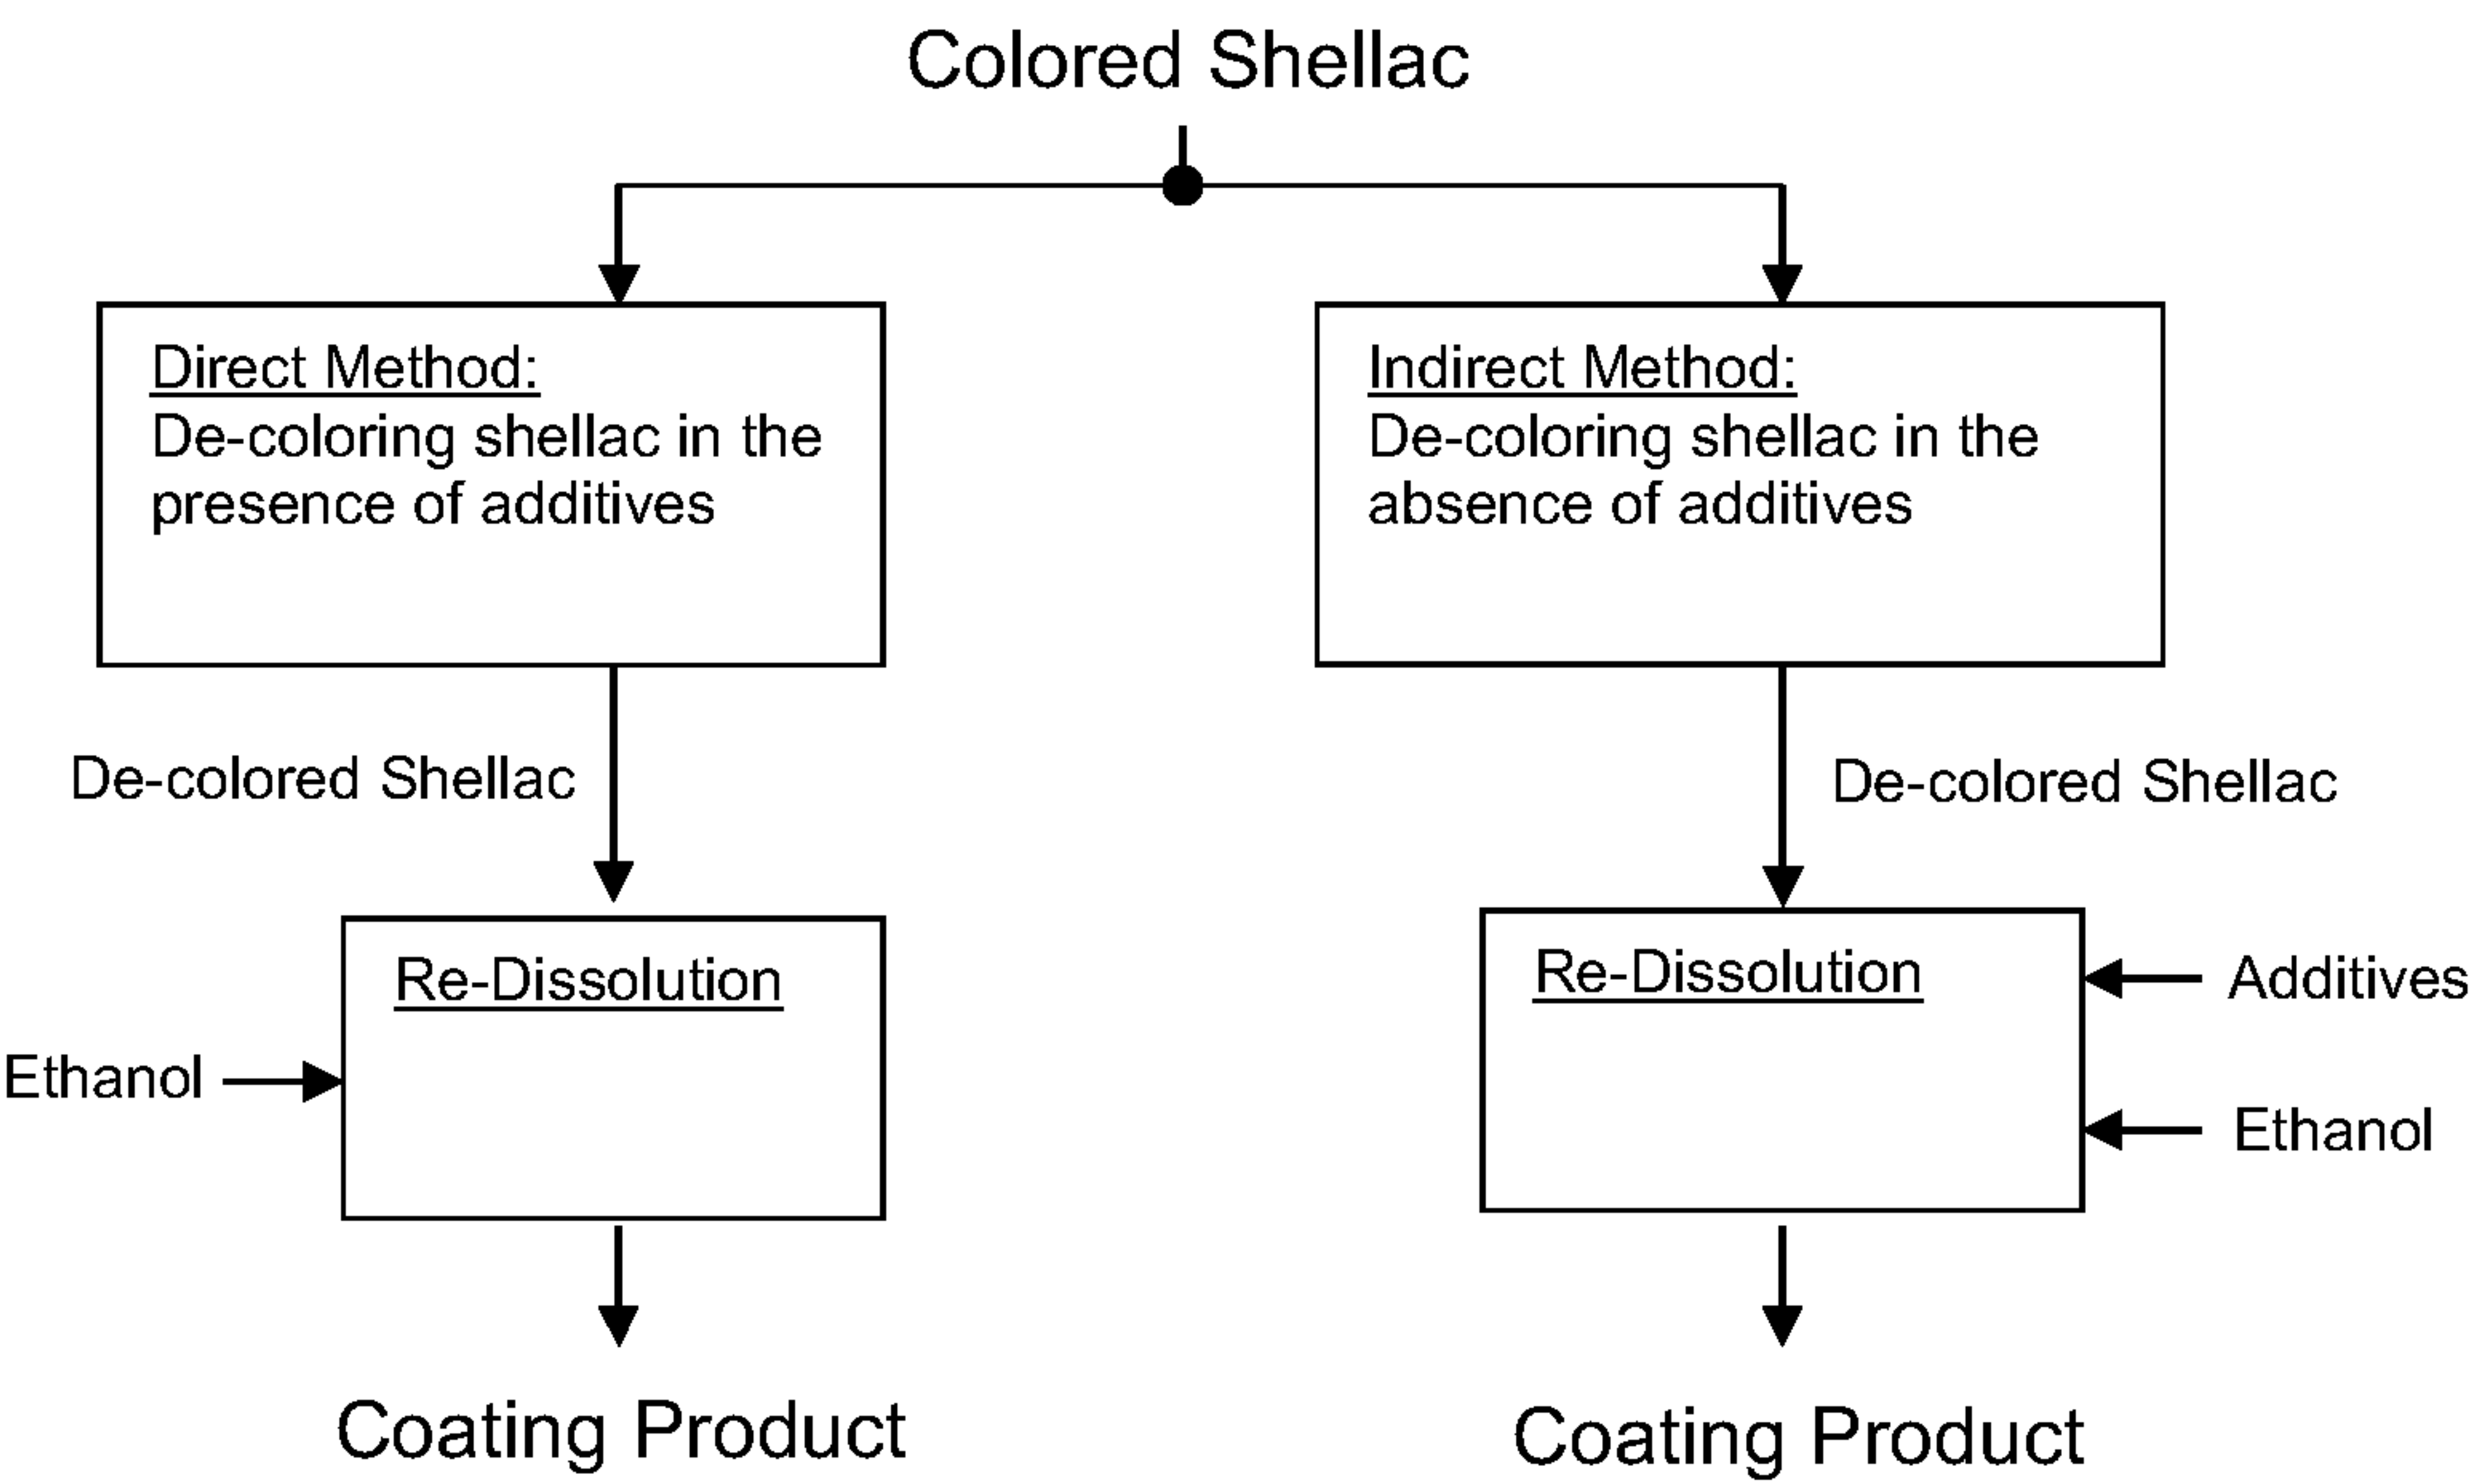 Colored Shellac
Direct Method:
De-coloring shellac in the
presence of additives
Indirect Method:
De-coloring shellac in the
absence of additives
De-colored Shellac
De-colored Shellac
Re-Dissolution
Ethanol
Re-Dissolution
Additives
Ethanol
Coating Product
Coating Product